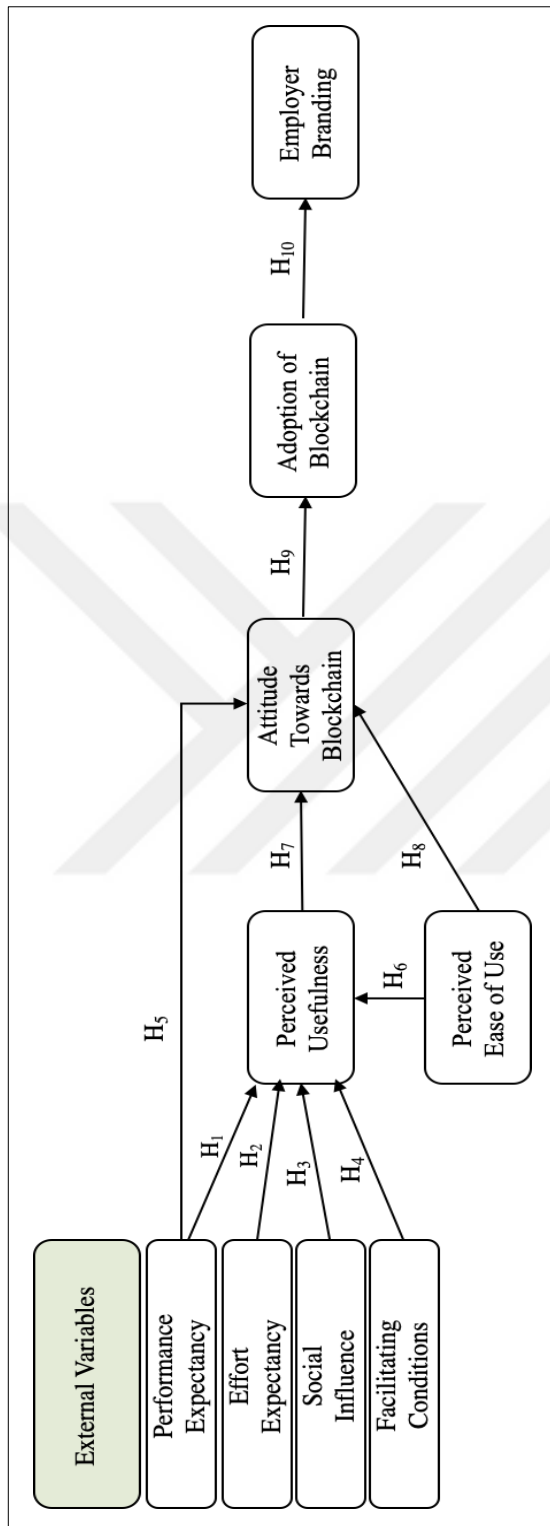 External Variables
Performance
Expectancy
Effort
Expectancy
Social
Influence
Facilitating
Conditions
H5
H1
H2
H3
H4
Perceived
Usefulness
H6
Perceived
Ease of Use
H7
H8
Attitude
Towards
Blockchain
H9
Adoption of
Blockchain
H10
Employer
Branding